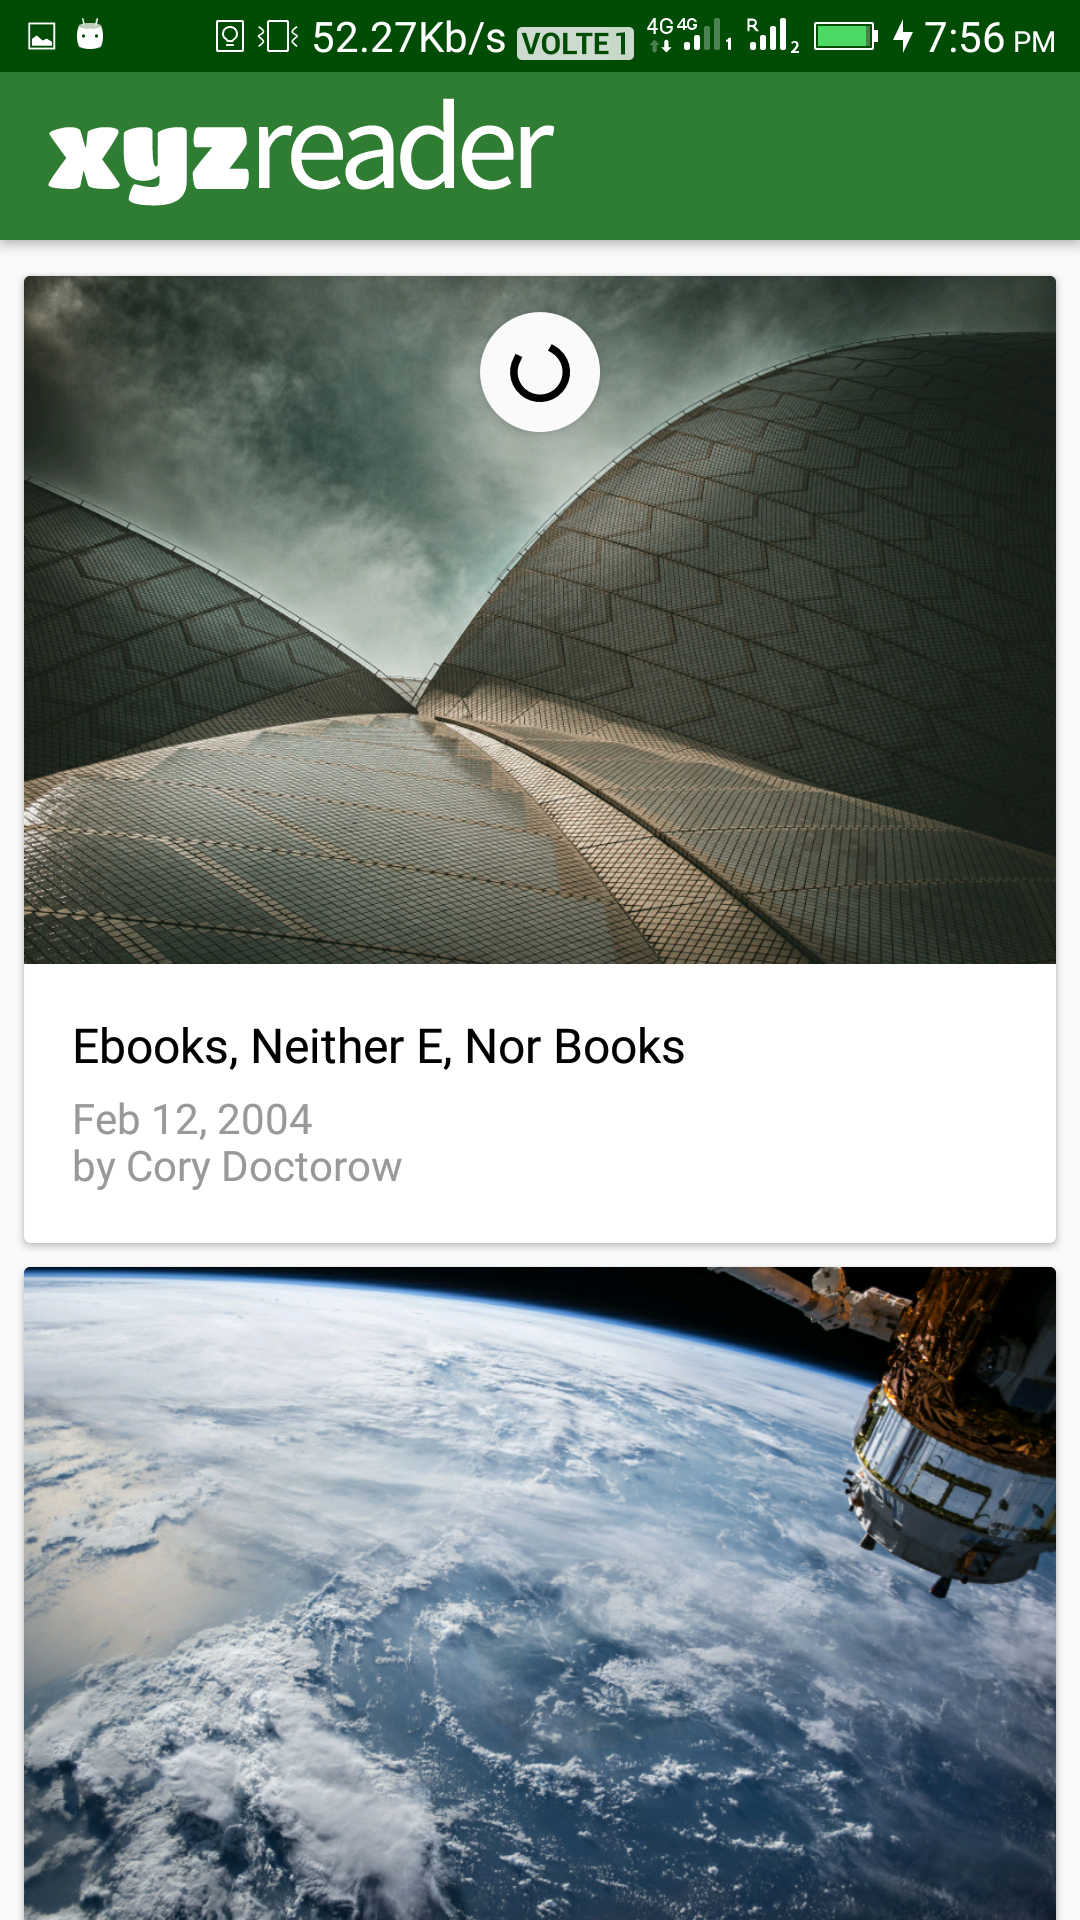 52.27Kb/s VOLTE 1 4G 4G 1 R 2 7:56 PM
xyzreader
Ebooks, Neither E, Nor Books
Feb 12, 2004
by Cory Doctorow